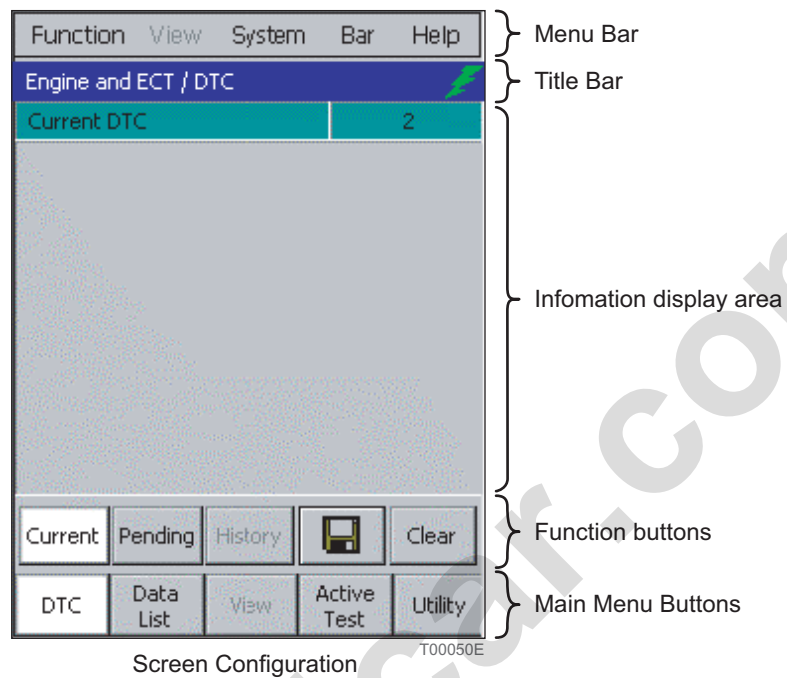 Function View System Bar Help
Menu Bar
Engine and ECT / DTC
Title Bar
Current DTC 2
Infomation display area
Current Pending History Clear
Function buttons
DTC Data List View Active Test Utility
Main Menu Buttons
T00050E
Screen Configuration